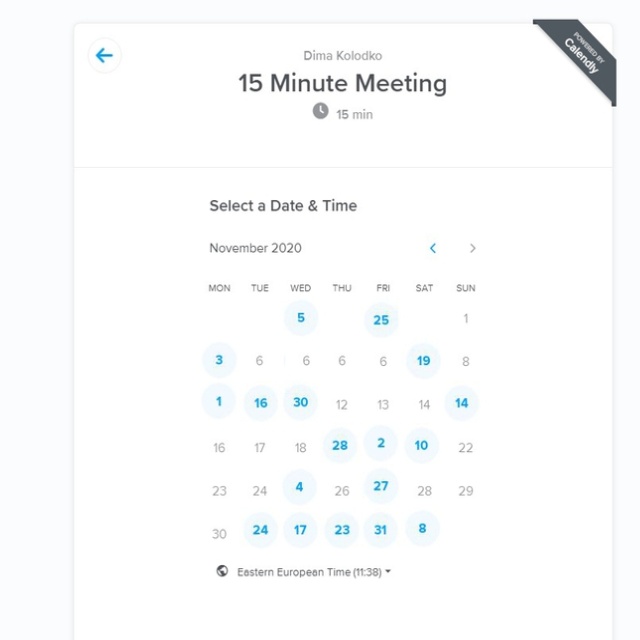 POWERED BY
Calendly
Dima Kolodko
15 Minute Meeting
15 min
Select a Date & Time
November 2020
MON TUE WED THU FRI SAT SUN
5 25 1
3 6 6 6 6 19 8
1 16 30 12 13 14 14
16 17 18 28 2 10 22
23 24 4 26 27 28 29
30 24 17 23 31 8
Eastern European Time (11:38)